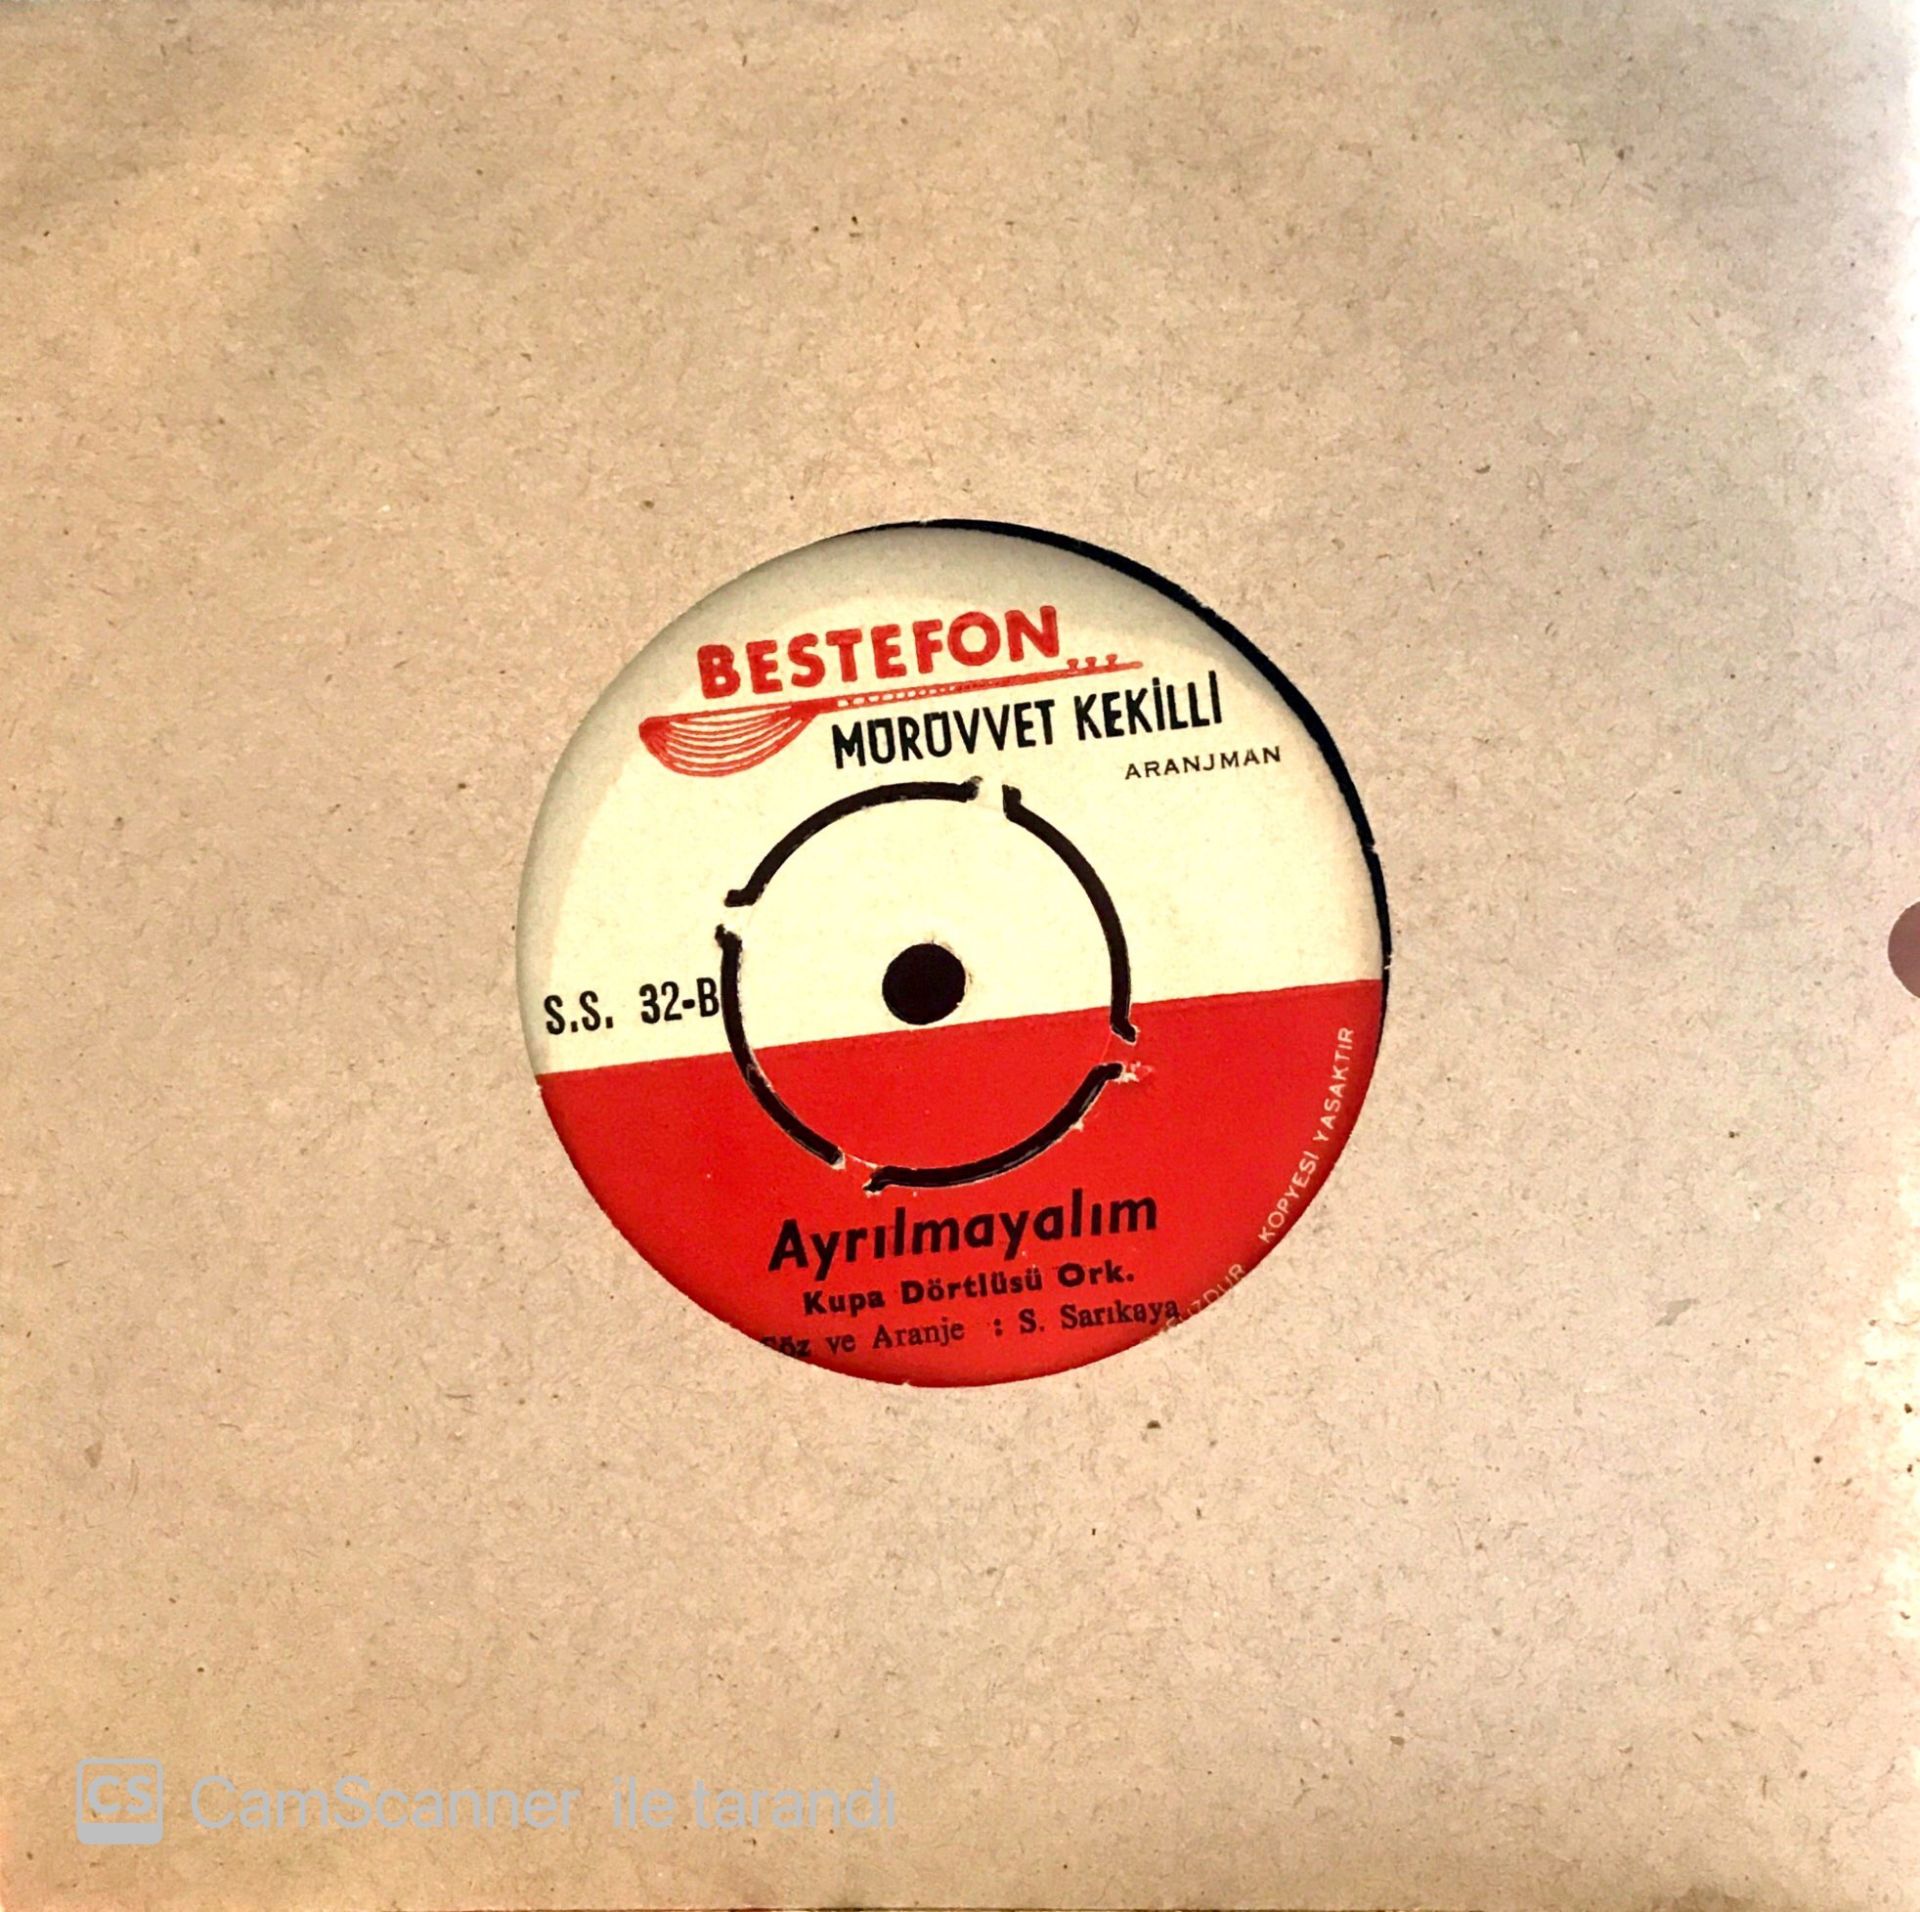 BESTEFON
MÜRÜVVET KEKİLLİ
ARANJMAN
S.S. 32-B
Ayrılmayalım
Kupa Dörtlüsü Ork.
Söz ve Aranje : S. Sarıkaya
KOPYESİ YASAKTIR
CS CamScanner ile tarandı